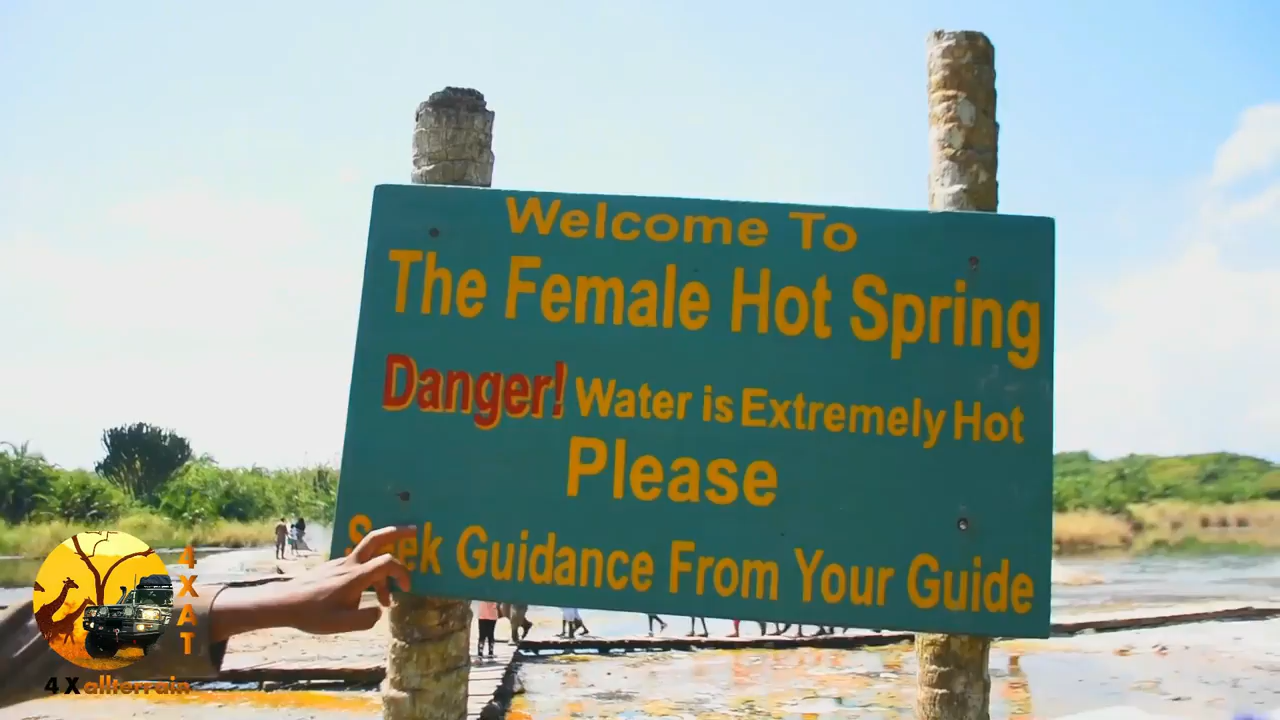 Welcome To
The Female Hot Spring
Danger! Water is Extremely Hot
Please
Seek Guidance From Your Guide
4XAT
4 X allterrain